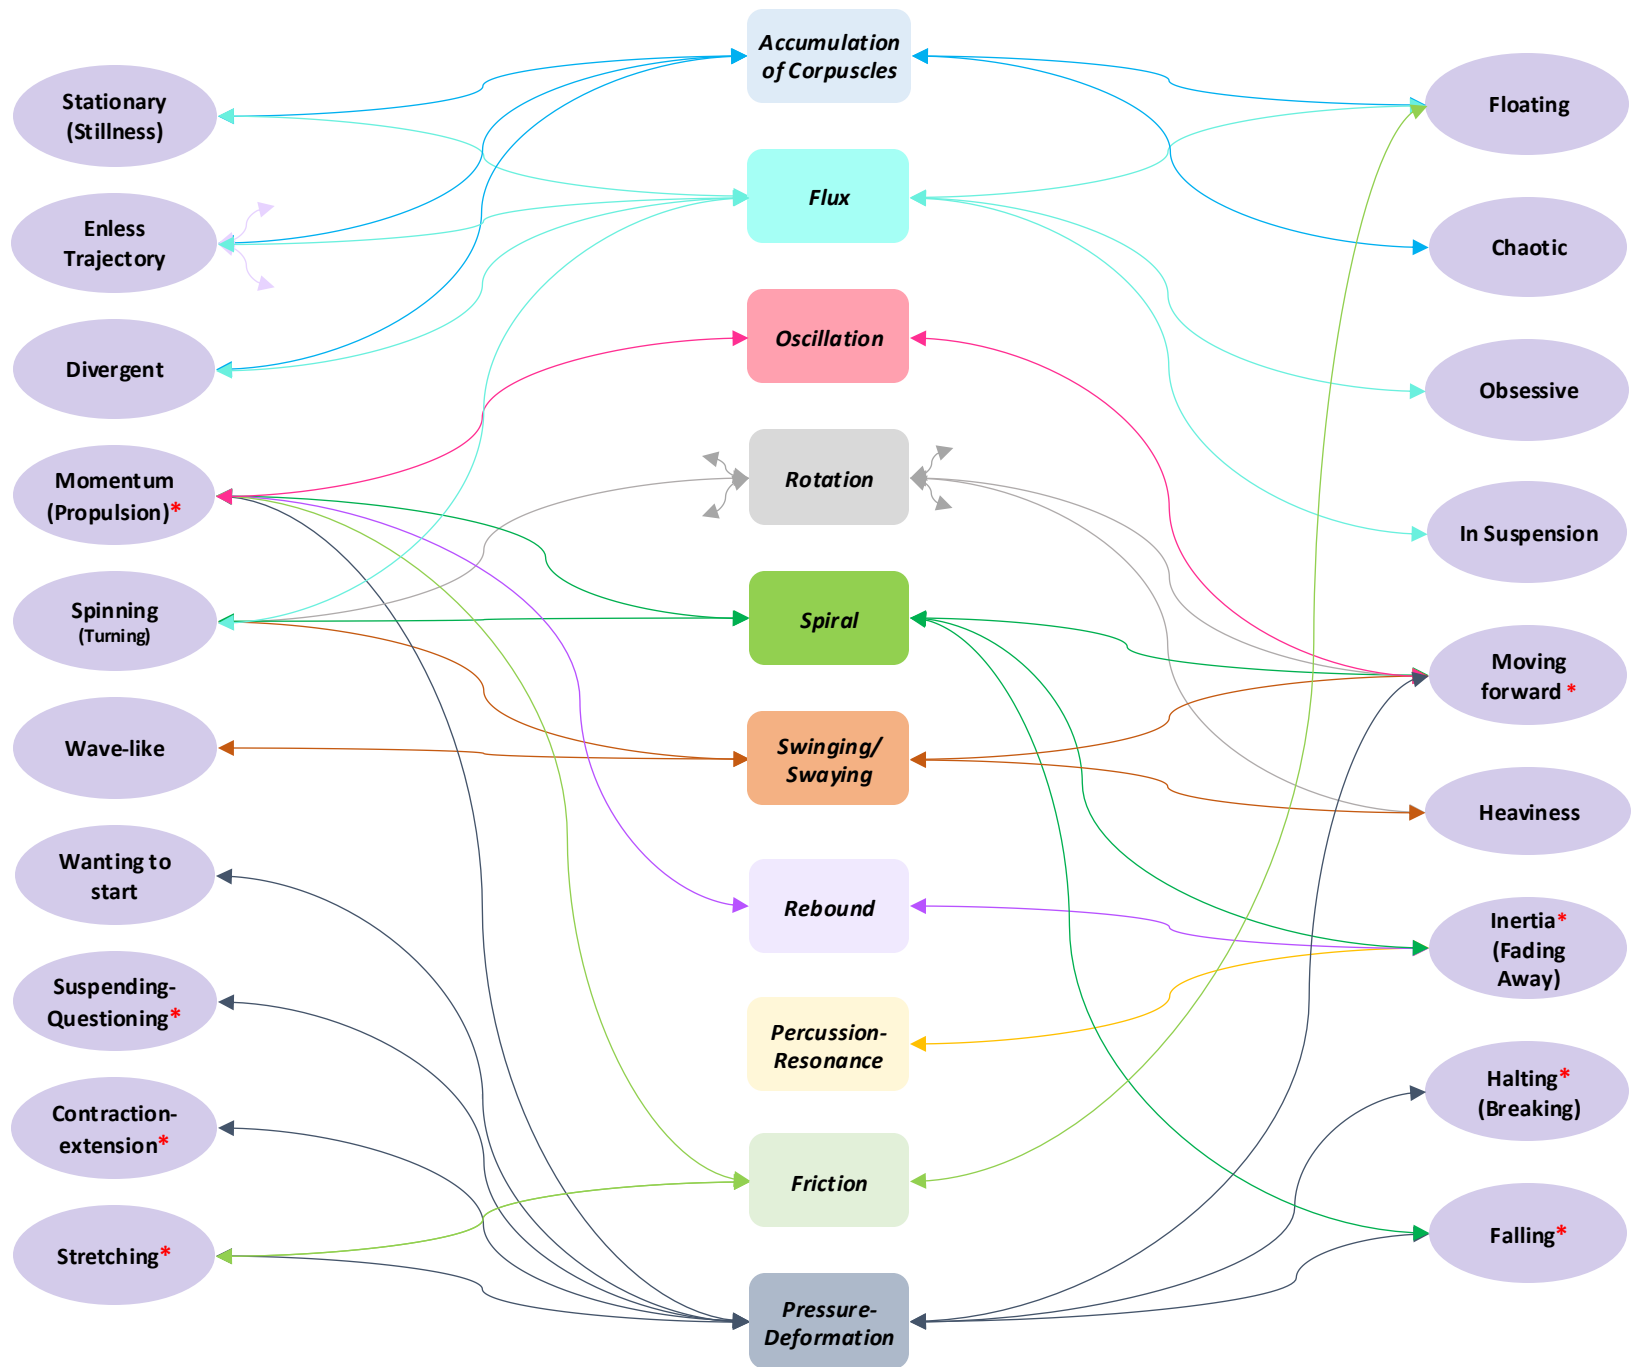 Stationary
(Stillness)
Enless
Trajectory
Divergent
Momentum
(Propulsion)*
Spinning
(Turning)
Wave-like
Wanting to
start
Suspending-
Questioning*
Contraction-
extension*
Stretching*
Accumulation
of Corpuscles
Flux
Oscillation
Rotation
Spiral
Swinging/
Swaying
Rebound
Percussion-
Resonance
Friction
Pressure-
Deformation
Floating
Chaotic
Obsessive
In Suspension
Moving
forward *
Heaviness
Inertia*
(Fading
Away)
Halting*
(Breaking)
Falling*